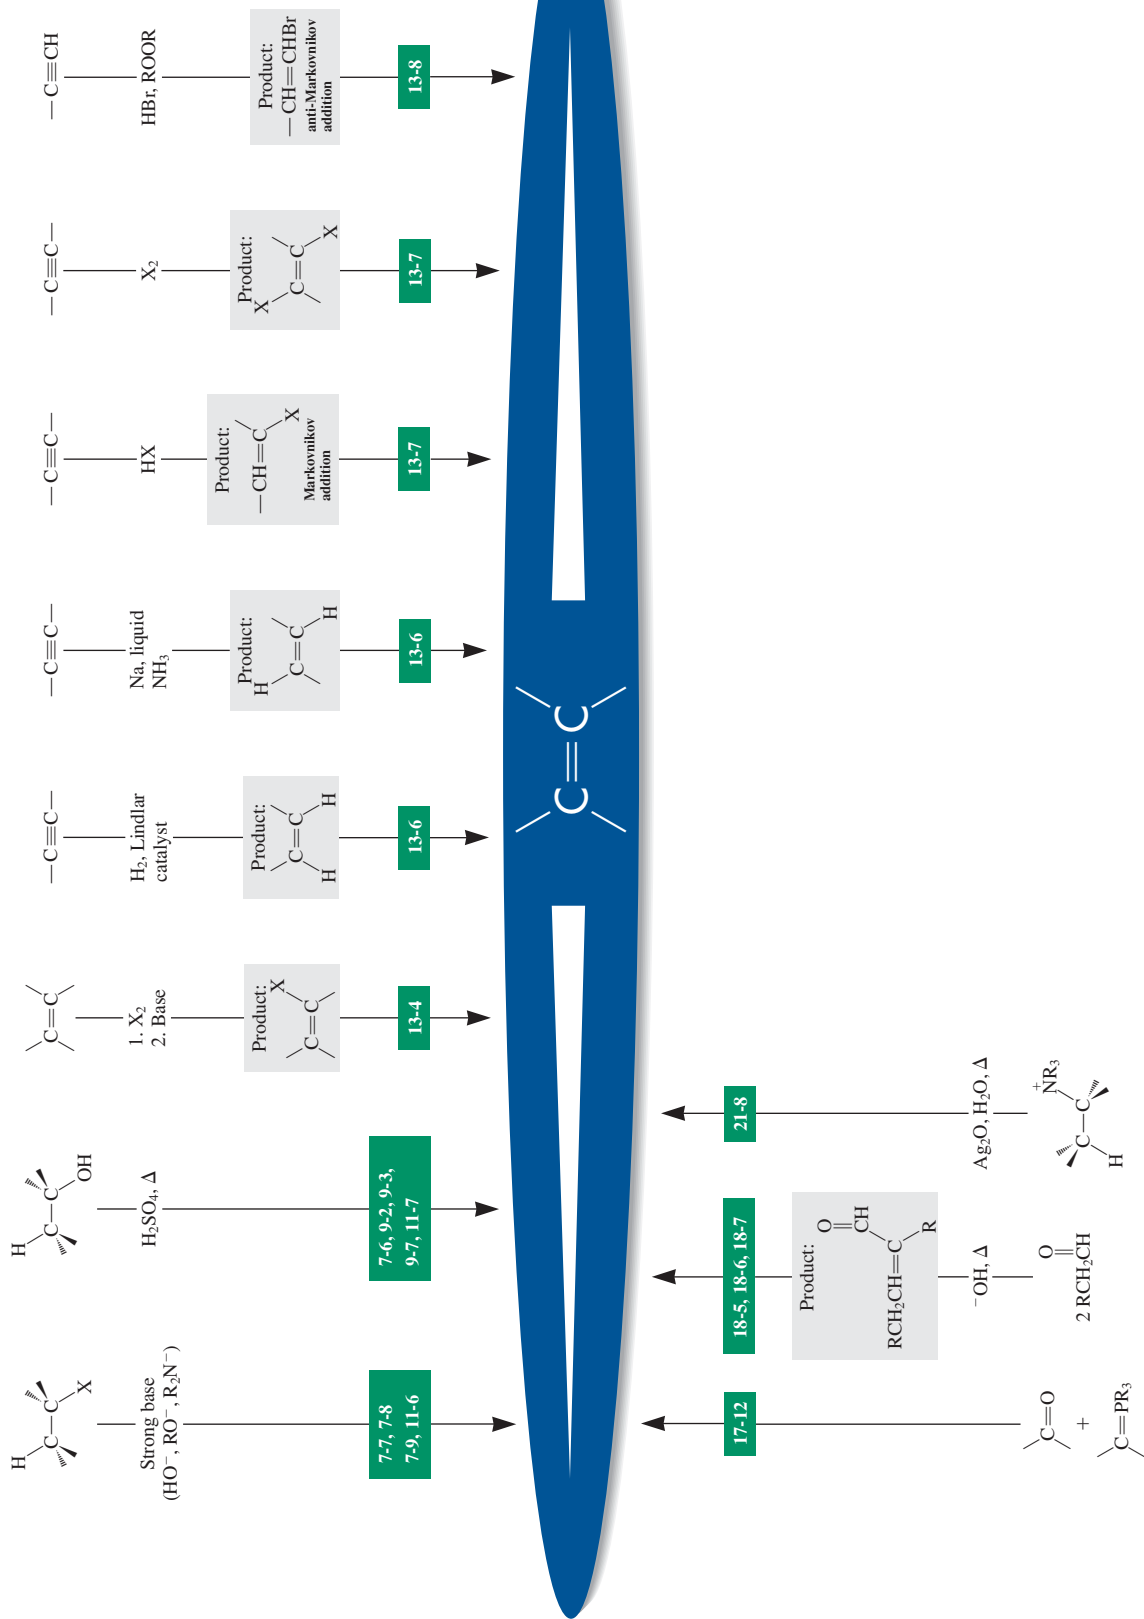 H
C—C
X
Strong base
(HO⁻, RO⁻, R₂N⁻)
7-7, 7-8
7-9, 11-6
H
C—C
OH
H₂SO₄, Δ
7-6, 9-2, 9-3,
9-7, 11-7
C=C
1. X₂
2. Base
Product:
X
C=C
13-4
—C≡C—
H₂, Lindlar
catalyst
Product:
C=C
H H
13-6
—C≡C—
Na, liquid
NH₃
Product:
H
C=C
H
13-6
—C≡C—
HX
Product:
—CH=C
X
Markovnikov
addition
13-7
—C≡C—
X₂
Product:
X
C=C
X
13-7
—C≡CH
HBr, ROOR
Product:
—CH=CHBr
anti-Markovnikov
addition
13-8
C=C
17-12
C=O
+
C=PR₃
18-5, 18-6, 18-7
Product:
O
CH
RCH₂CH=C
R
⁻OH, Δ
O
2 RCH₂CH
21-8
Ag₂O, H₂O, Δ
⁺NR₃
C—C
H